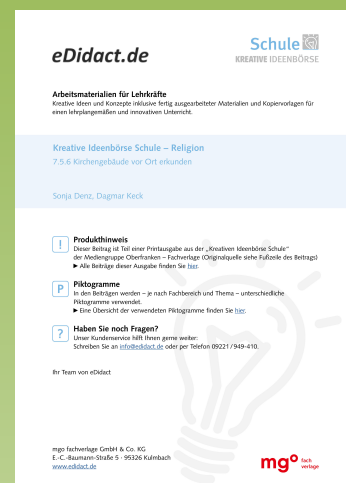 eDidact.de
Schule
KREATIVE IDEENBÖRSE
Arbeitsmaterialien für Lehrkräfte
Kreative Ideen und Konzepte inklusive fertig ausgearbeiteter Materialien und Kopiervorlagen für
einen lehrplangemäßen und innovativen Unterricht.
Kreative Ideenbörse Schule – Religion
7.5.6 Kirchengebäude vor Ort erkunden
Sonja Denz, Dagmar Keck
!
Produkthinweis
Dieser Beitrag ist Teil einer Printausgabe aus der „Kreativen Ideenbörse Schule“
der Mediengruppe Oberfranken – Fachverlage (Originalquelle siehe Fußzeile des Beitrags)
▶ Alle Beiträge dieser Ausgabe finden Sie hier.
P
Piktogramme
In den Beiträgen werden – je nach Fachbereich und Thema – unterschiedliche
Piktogramme verwendet.
▶ Eine Übersicht der verwendeten Piktogramme finden Sie hier.
?
Haben Sie noch Fragen?
Unser Kundenservice hilft Ihnen gerne weiter:
Schreiben Sie an info@edidact.de oder per Telefon 09221 / 949-410.
Ihr Team von eDidact
mgo fachverlage GmbH & Co. KG
E.-C.-Baumann-Straße 5 · 95326 Kulmbach
www.edidact.de
mgo fach
verlage